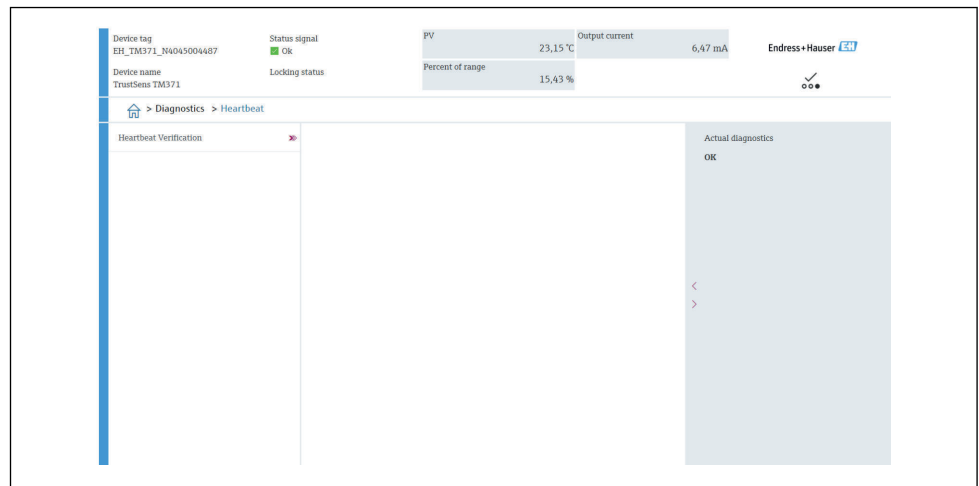 Device tag
EH_TM371_N4045004487
Status signal
Ok
PV
23,15 °C
Output current
6,47 mA
Endress+Hauser EH
Device name
TrustSens TM371
Locking status
Percent of range
15,43 %
> Diagnostics > Heartbeat
Heartbeat Verification
Actual diagnostics
OK